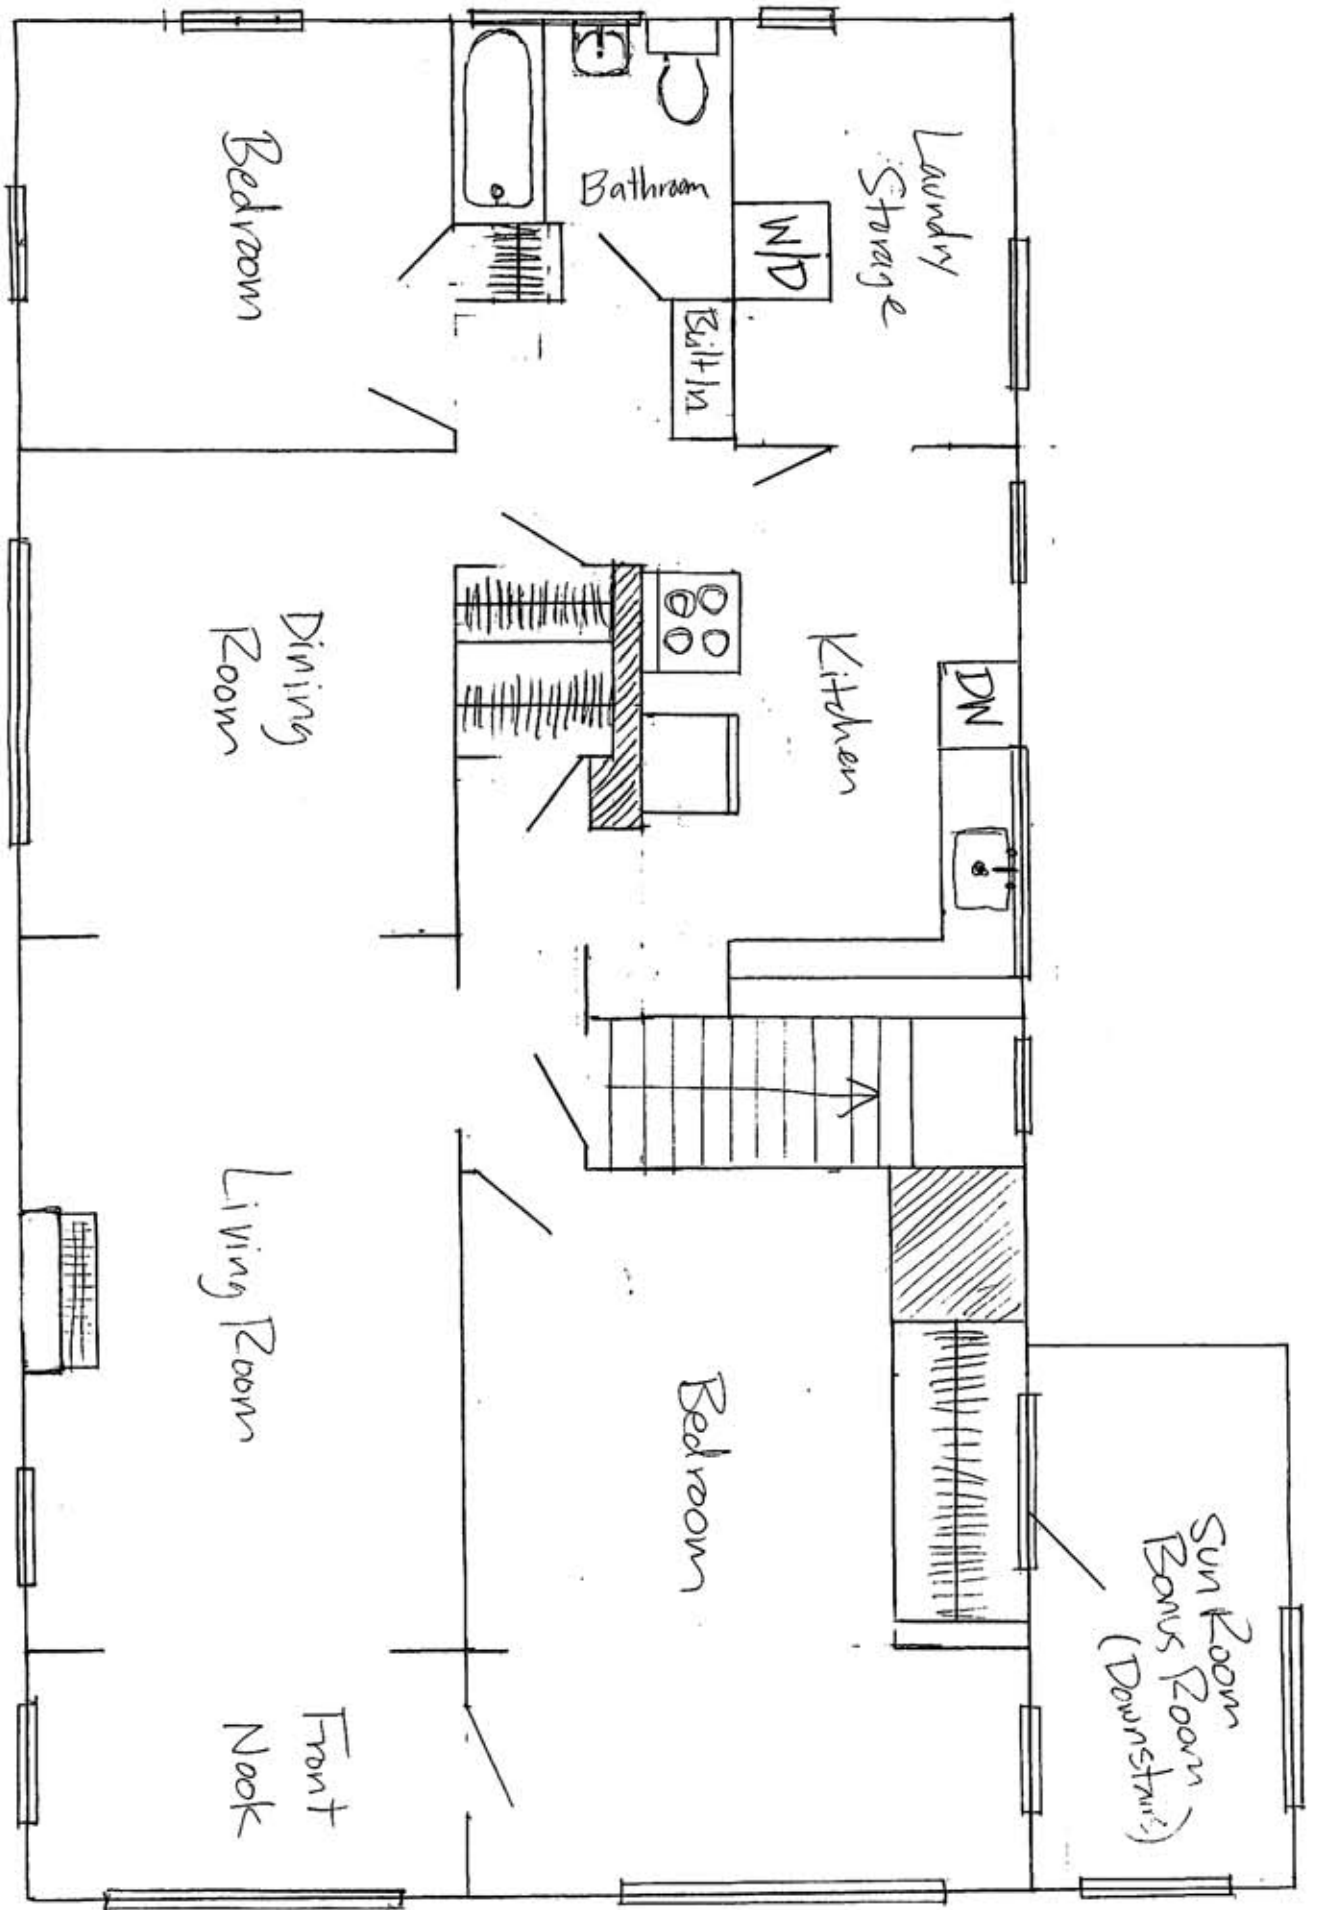 Bedroom
Bathroom
Laundry
Storage
W/D
Built In
Dining
Room
Kitchen
DW
Living Room
Bedroom
Sun Room
Bonus Room
(Downstairs)
Front
Nook